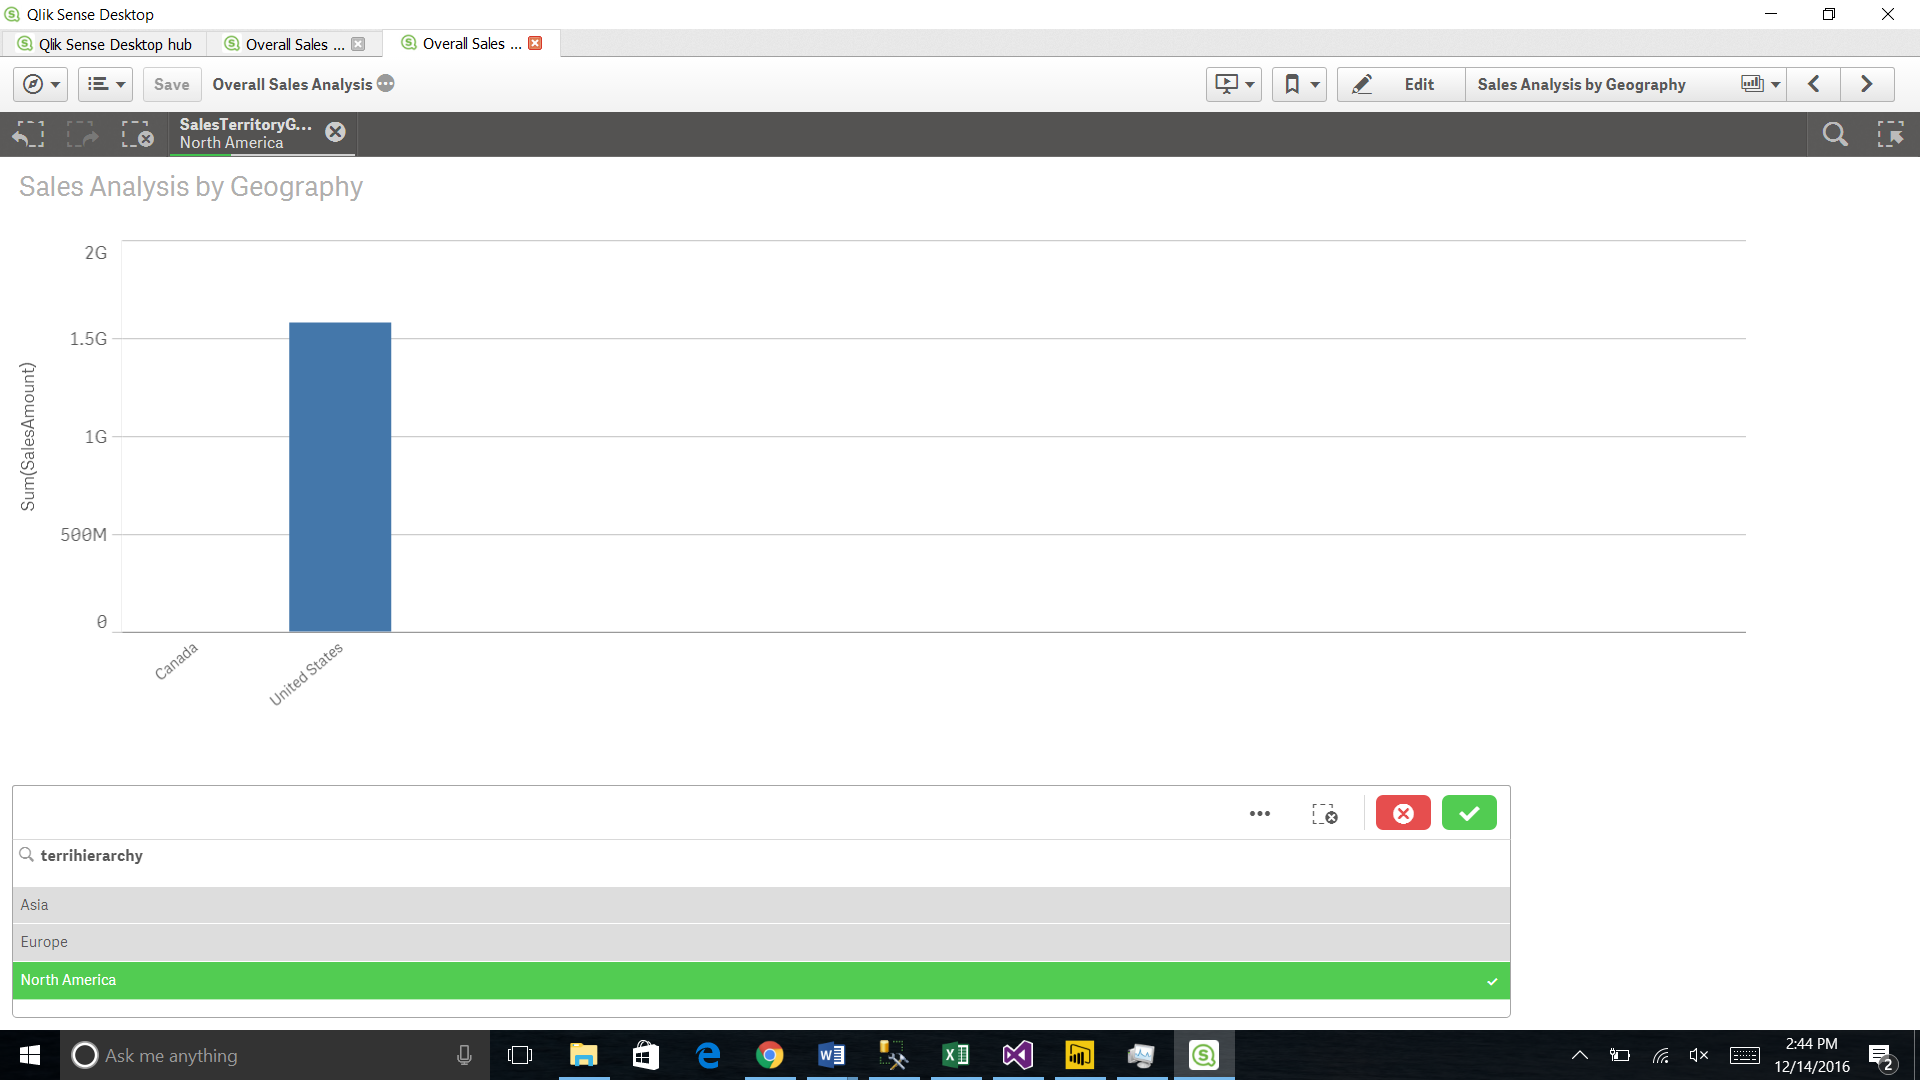 Qlik Sense Desktop
Qlik Sense Desktop hub
Overall Sales ...
Overall Sales ...
Save
Overall Sales Analysis
Edit
Sales Analysis by Geography
SalesTerritoryG...
North America
Sales Analysis by Geography
2G
1.5G
1G
500M
0
Sum(SalesAmount)
Canada
United States
terrihierarchy
Asia
Europe
North America
Ask me anything
2:44 PM
12/14/2016
2